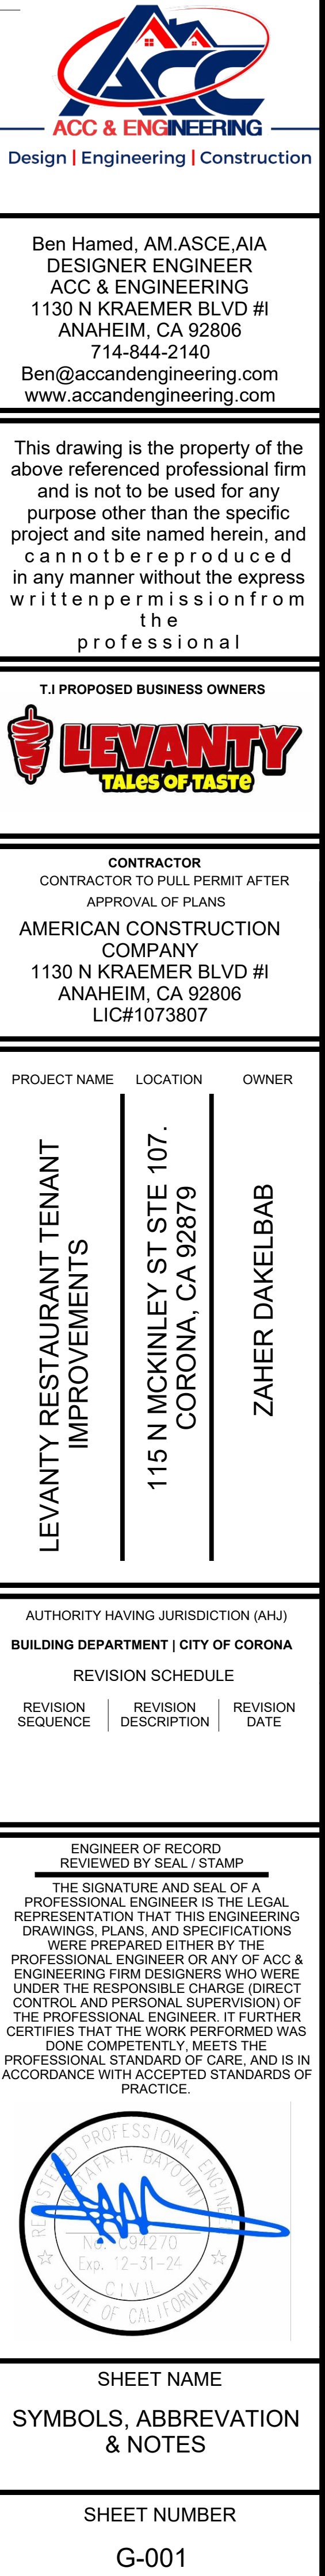 ACC
ACC & ENGINEERING
Design | Engineering | Construction
Ben Hamed, AM.ASCE,AIA
DESIGNER ENGINEER
ACC & ENGINEERING
1130 N KRAEMER BLVD #I
ANAHEIM, CA 92806
714-844-2140
Ben@accandengineering.com
www.accandengineering.com
This drawing is the property of the
above referenced professional firm
and is not to be used for any
purpose other than the specific
project and site named herein, and
c a n n o t b e r e p r o d u c e d
in any manner without the express
w r i t t e n p e r m i s s i o n f r o m
t h e
p r o f e s s i o n a l
T.I PROPOSED BUSINESS OWNERS
LEVANTY
TALES OF TASTE
CONTRACTOR
CONTRACTOR TO PULL PERMIT AFTER
APPROVAL OF PLANS
AMERICAN CONSTRUCTION
COMPANY
1130 N KRAEMER BLVD #I
ANAHEIM, CA 92806
LIC#1073807
PROJECT NAME
LEVANTY RESTAURANT TENANT
IMPROVEMENTS
LOCATION
115 N MCKINLEY ST STE 107.
CORONA, CA 92879
OWNER
ZAHER DAKELBAB
AUTHORITY HAVING JURISDICTION (AHJ)
BUILDING DEPARTMENT | CITY OF CORONA
REVISION SCHEDULE
REVISION SEQUENCE
REVISION DESCRIPTION
REVISION DATE
ENGINEER OF RECORD
REVIEWED BY SEAL / STAMP
THE SIGNATURE AND SEAL OF A
PROFESSIONAL ENGINEER IS THE LEGAL
REPRESENTATION THAT THIS ENGINEERING
DRAWINGS, PLANS, AND SPECIFICATIONS
WERE PREPARED EITHER BY THE
PROFESSIONAL ENGINEER OR ANY OF ACC &
ENGINEERING FIRM DESIGNERS WHO WERE
UNDER THE RESPONSIBLE CHARGE (DIRECT
CONTROL AND PERSONAL SUPERVISION) OF
THE PROFESSIONAL ENGINEER. IT FURTHER
CERTIFIES THAT THE WORK PERFORMED WAS
DONE COMPETENTLY, MEETS THE
PROFESSIONAL STANDARD OF CARE, AND IS IN
ACCORDANCE WITH ACCEPTED STANDARDS OF
PRACTICE.
REGISTERED PROFESSIONAL ENGINEER
H. BAYOUMI
No. C94270
Exp. 12-31-24
CIVIL
STATE OF CALIFORNIA
SHEET NAME
SYMBOLS, ABBREVATION
& NOTES
SHEET NUMBER
G-001